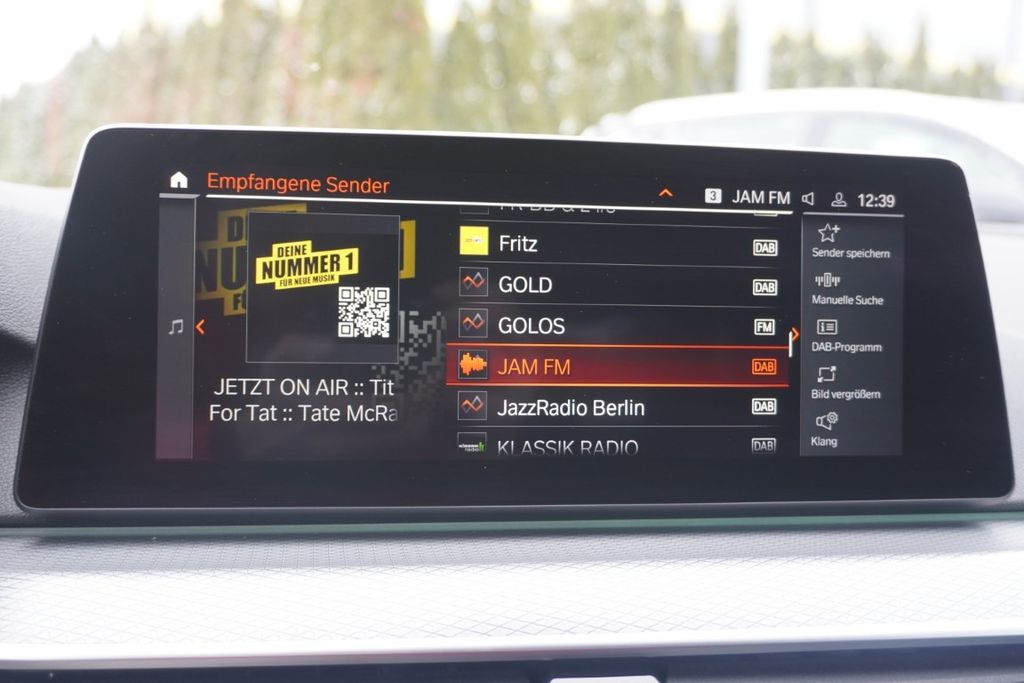 Empfangene Sender
3 JAM FM 12:39
DEINE
NUMMER 1
FÜR NEUE MUSIK
JETZT ON AIR :: Tit
For Tat :: Tate McRa
Fritz DAB
GOLD DAB
GOLOS FM
JAM FM DAB
JazzRadio Berlin DAB
KLASSIK RADIO DAB
Sender speichern
Manuelle Suche
DAB-Programm
Bild vergrößern
Klang